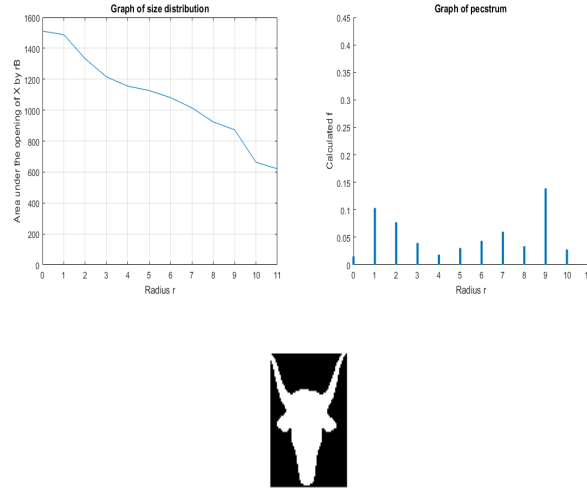 Graph of size distribution
1600
1400
1200
1000
800
600
400
200
0
Area under the opening of X by rB
0 1 2 3 4 5 6 7 8 9 10 11
Radius r
Graph of pecstrum
0.45
0.4
0.35
0.3
0.25
0.2
0.15
0.1
0.05
0
Calculated f
0 1 2 3 4 5 6 7 8 9 10
Radius r